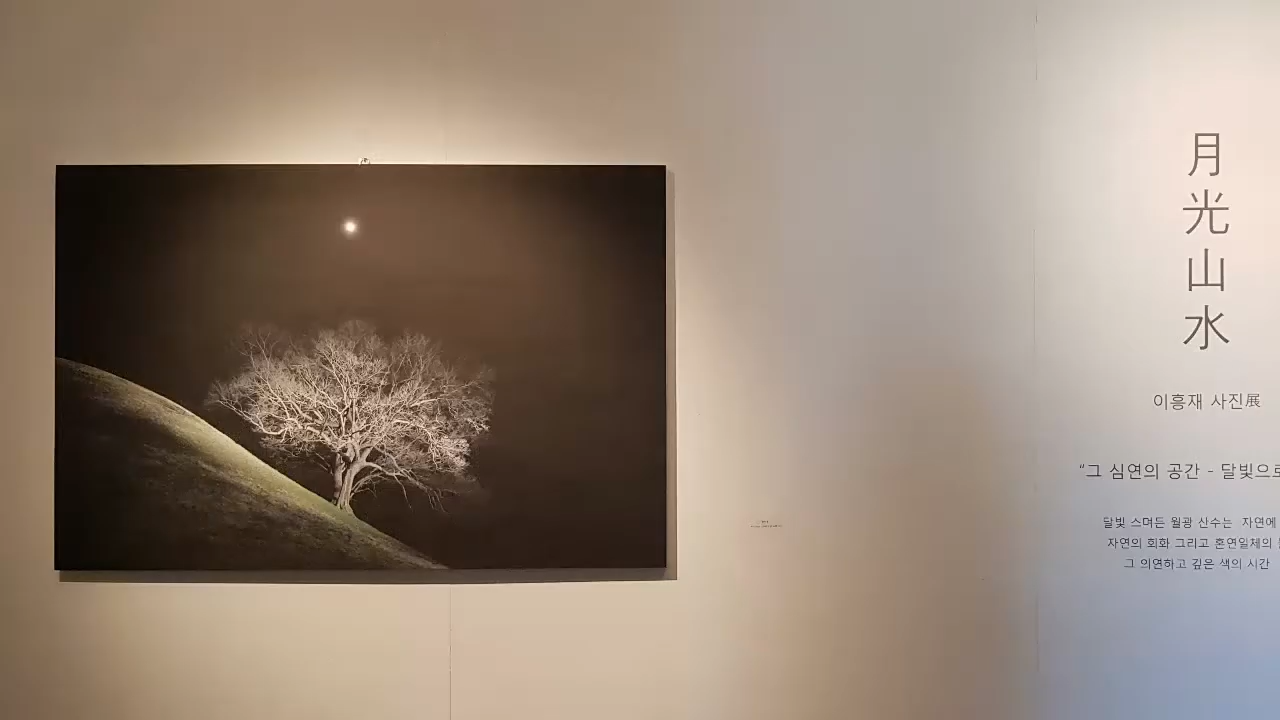 月光山水
이흥재 사진展
“그 심연의 공간 - 달빛으로
달빛 스며든 월광 산수는 자연에
자연의 회화 그리고 혼연일체의
그 의연하고 깊은 색의 시간